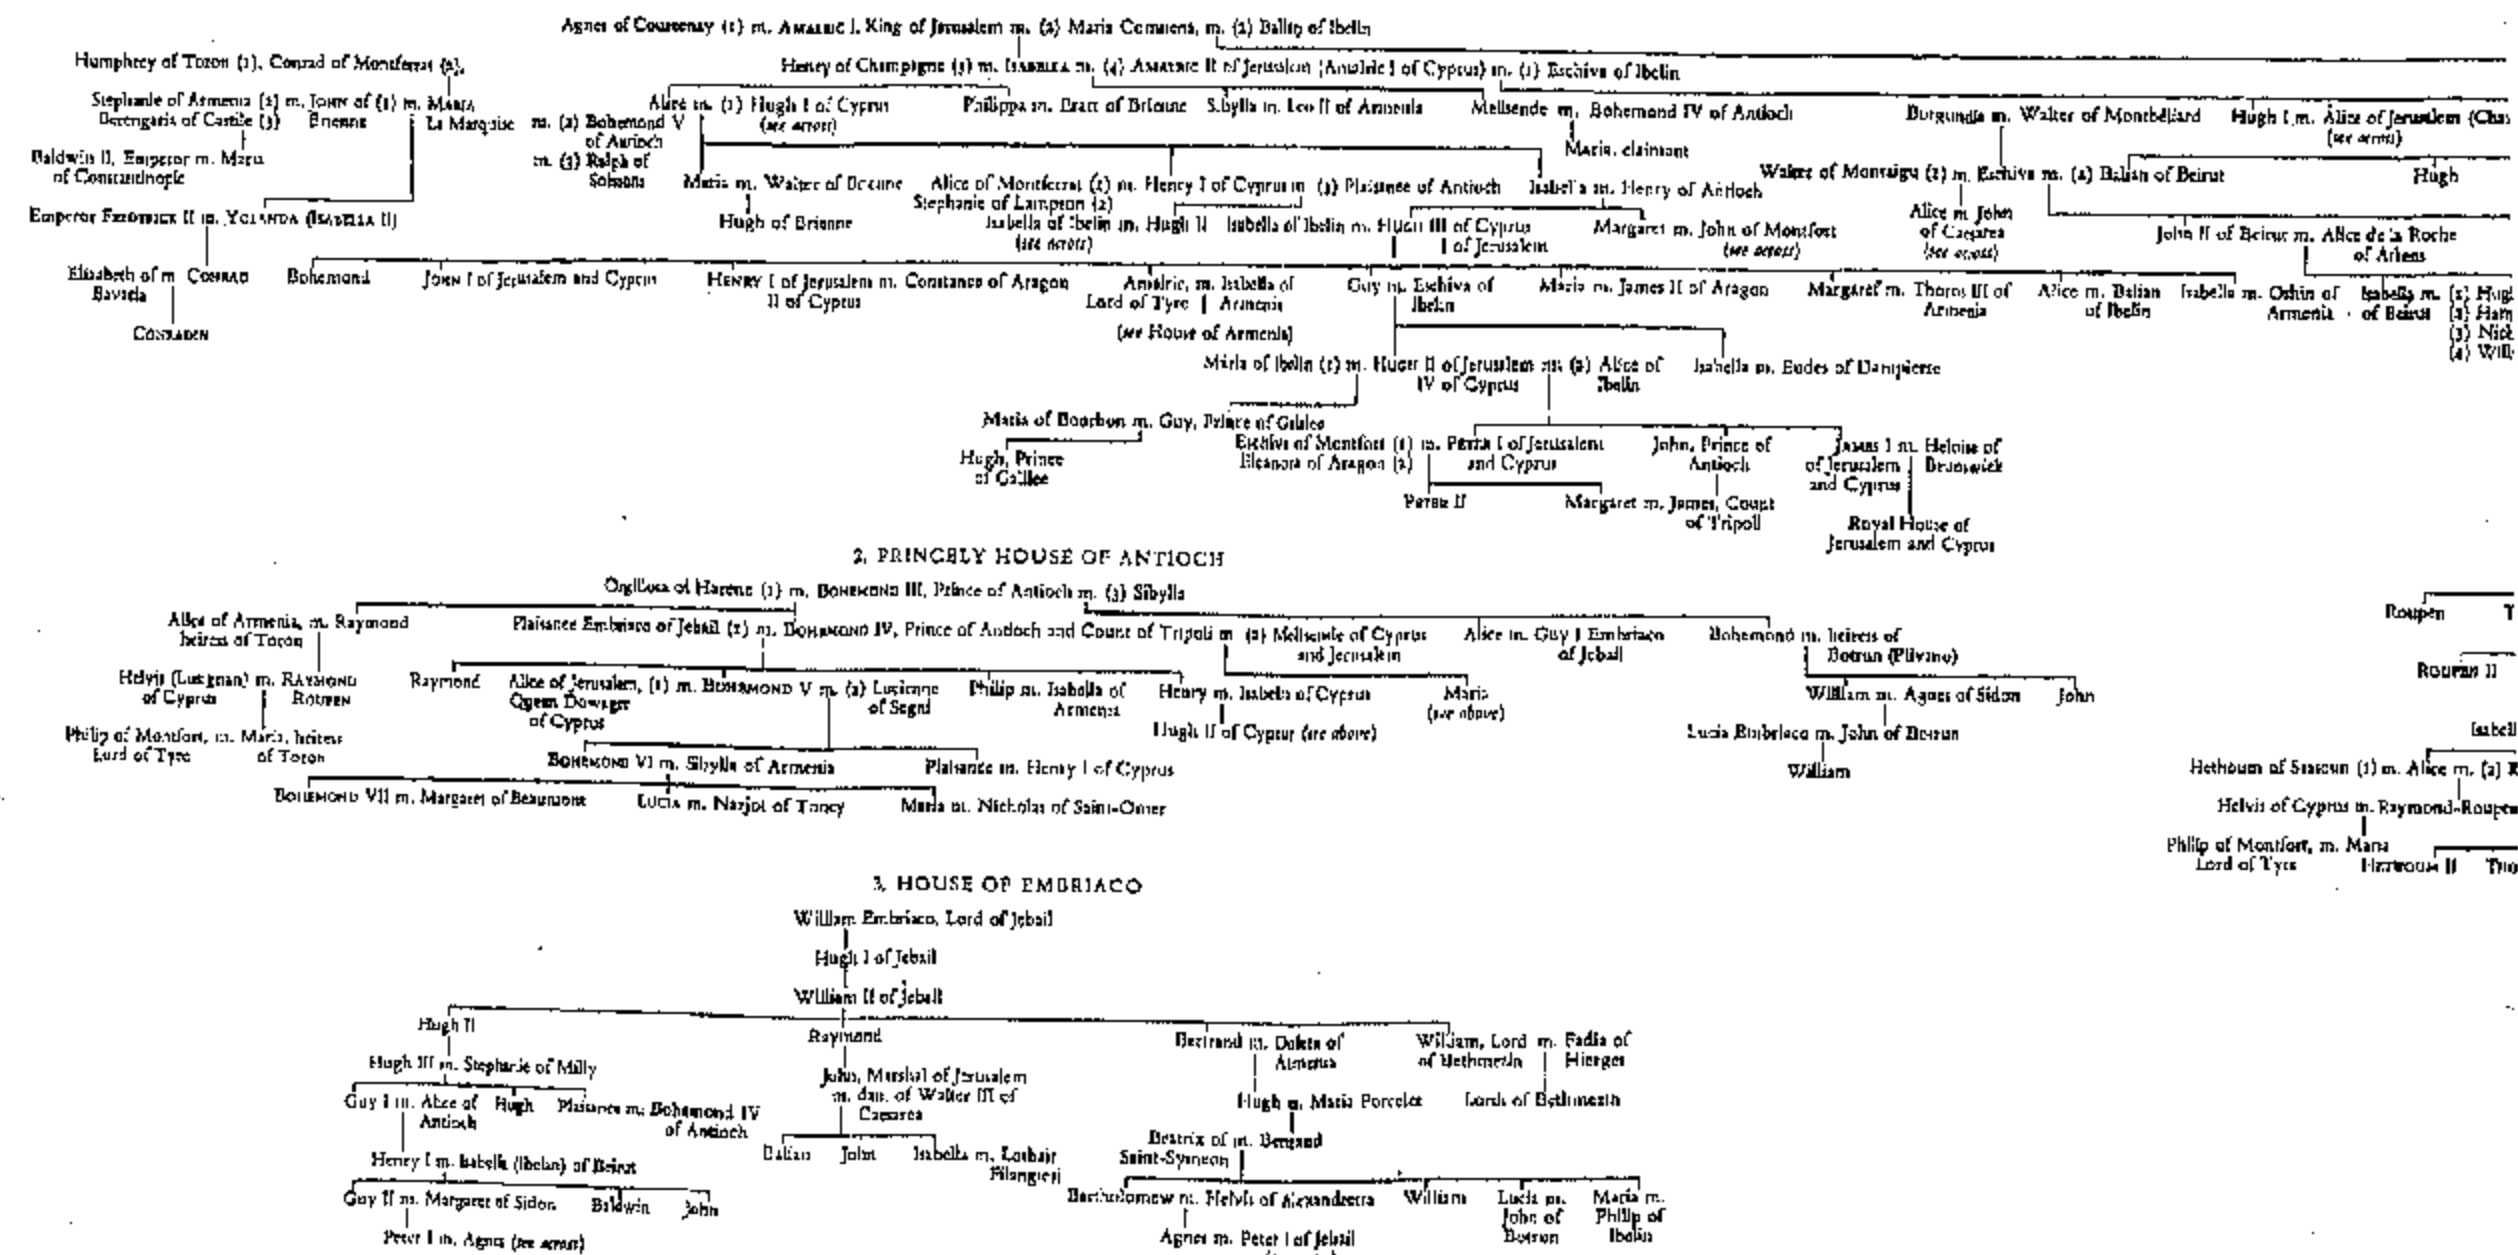 Agnes of Courtenay (1) m. AMALRIC I. King of Jerusalem m. (2) Maria Comnena, m. (2) Balian of Ibelin
Humphrey of Toron (1), Conrad of Montferrat (2),
Henry of Champagne (3) m. ISABELLA m. (4) AMALRIC II of Jerusalem (Amalric I of Cyprus) m. (1) Eschiva of Ibelin
Stephanie of Armenia (2) m. JOHN of (1) m. MARIA
Berengaria of Castile (3) Brienne La Marquise
Alice m. (1) Hugh I of Cyprus
(see across)
m. (2) Bohemond V
of Antioch
m. (3) Ralph of
Soissons
Philippa m. Erart of Brienne
Sibylla m. Leo II of Armenia
Melisende m. Bohemond IV of Antioch
Burgundia m. Walter of Montbéliard
Hugh I m. Alice of Jerusalem
(see across)
Baldwin II, Emperor m. Maria
of Constantinople
Maria, claimant
Maria m. Walter of Brienne
Alice of Montferrat (1) m. Henry I of Cyprus m (3) Plaisance of Antioch
Stephanie of Lampron (2)
Isabella m. Henry of Antioch
Walter of Montaigu (1) m. Eschiva m. (2) Balian of Beirut
Hugh
Emperor FREDERICK II m. YOLANDA (ISABELLA II)
Hugh of Brienne
Isabella of Ibelin m. Hugh II
(see across)
Isabella of Ibelin m. HUGH III of Cyprus
I of Jerusalem
Margaret m. John of Montfort
(see across)
Alice m John
of Caesarea
(see across)
John II of Beirut m. Alice de la Roche
of Athens
Elizabeth of m CONRAD
Bavaria
Bohemond
JOHN I of Jerusalem and Cyprus
HENRY I of Jerusalem m. Constance of Aragon
II of Cyprus
Amalric, m. Isabella of
Lord of Tyre Armenia
(see House of Armenia)
Guy m. Eschiva of
Ibelin
Maria m. James II of Aragon
Margaret m. Thoros III of
Armenia
Alice m. Balian
of Ibelin
Isabella m. Oshin of
Armenia
Isabella m. (1) Hug
of Beirut (2) Ham
(3) Nich
(4) Will
CONRADIN
Maria of Ibelin (1) m. HUGH II of Jerusalem m. (2) Alice of
IV of Cyprus Ibelin
Isabella m. Eudes of Dampierre
Maria of Bourbon m. Guy, Prince of Galilee
Hugh, Prince
of Galilee
Eschiva of Montfort (1) m. PETER I of Jerusalem
Eleanora of Aragon (2) and Cyprus
John, Prince of
Antioch
JAMES I m. Heloise of
of Jerusalem Brunswick
and Cyprus
PETER II
Margaret m. James, Count
of Tripoli
Royal House of
Jerusalem and Cyprus
2. PRINCELY HOUSE OF ANTIOCH
Orgillosa of Harenc (1) m. BOHEMOND III, Prince of Antioch m. (3) Sibylla
Alice of Armenia, m. Raymond
heiress of Toron
Plaisance Embriaco of Jebail (1) m. BOHEMOND IV, Prince of Antioch and Count of Tripoli m (2) Melisende of Cyprus
and Jerusalem
Alice m. Guy I Embriaco
of Jebail
Bohemond m. heiress of
Botrun (Plivano)
Roupen
Helvis (Lusignan) m. RAYMOND
of Cyprus ROUPEN
Raymond
Alice of Jerusalem, (1) m. BOHEMOND V m. (2) Lucienne
Queen Dowager of Segni
of Cyprus
Philip m. Isabella of
Armenia
Henry m. Isabella of Cyprus
Maria
(see above)
William m. Agnes of Sidon
John
ROUPEN II
Philip of Montfort, m. Maria, heiress
Lord of Tyre of Toron
Hugh II of Cyprus (see above)
Lucia Embriaco m. John of Botrun
Isabell
BOHEMOND VI m. Sibylla of Armenia
Plaisance m. Henry I of Cyprus
William
Hethoum of Sassoun (1) m. Alice m. (2) R
BOHEMOND VII m. Margaret of Beaumont
LUCIA m. Narjot of Toucy
Maria m. Nicholas of Saint-Omer
Helvis of Cyprus m. Raymond-Roupen
Philip of Montfort, m. Maria
Lord of Tyre
HETHOUM II
3. HOUSE OF EMBRIACO
William Embriaco, Lord of Jebail
Hugh I of Jebail
William II of Jebail
Hugh II
Raymond
Bertrand m. Doleta of
Armenia
William, Lord m. Fadia of
of Bethmesin Hierges
Hugh III m. Stephanie of Milly
John, Marshal of Jerusalem
m. dau. of Walter III of
Caesarea
Guy I m. Alice of
Antioch
Hugh
Plaisance m. Bohemond IV
of Antioch
Hugh m. Maria Porcelet
Lords of Bethmesin
Beatrix of m. Bertrand
Saint-Symeon
Henry I m. Isabella (Ibelin) of Beirut
Balian
John
Isabella m. Lothair
Filangieri
Guy II m. Margaret of Sidon
Baldwin
John
Bartholomew m. Helvis of Alexandretta
William
Lucia m.
John of
Botrun
Maria m.
Philip of
Ibelin
Peter I m. Agnes (see across)
Agnes m. Peter I of Jebail